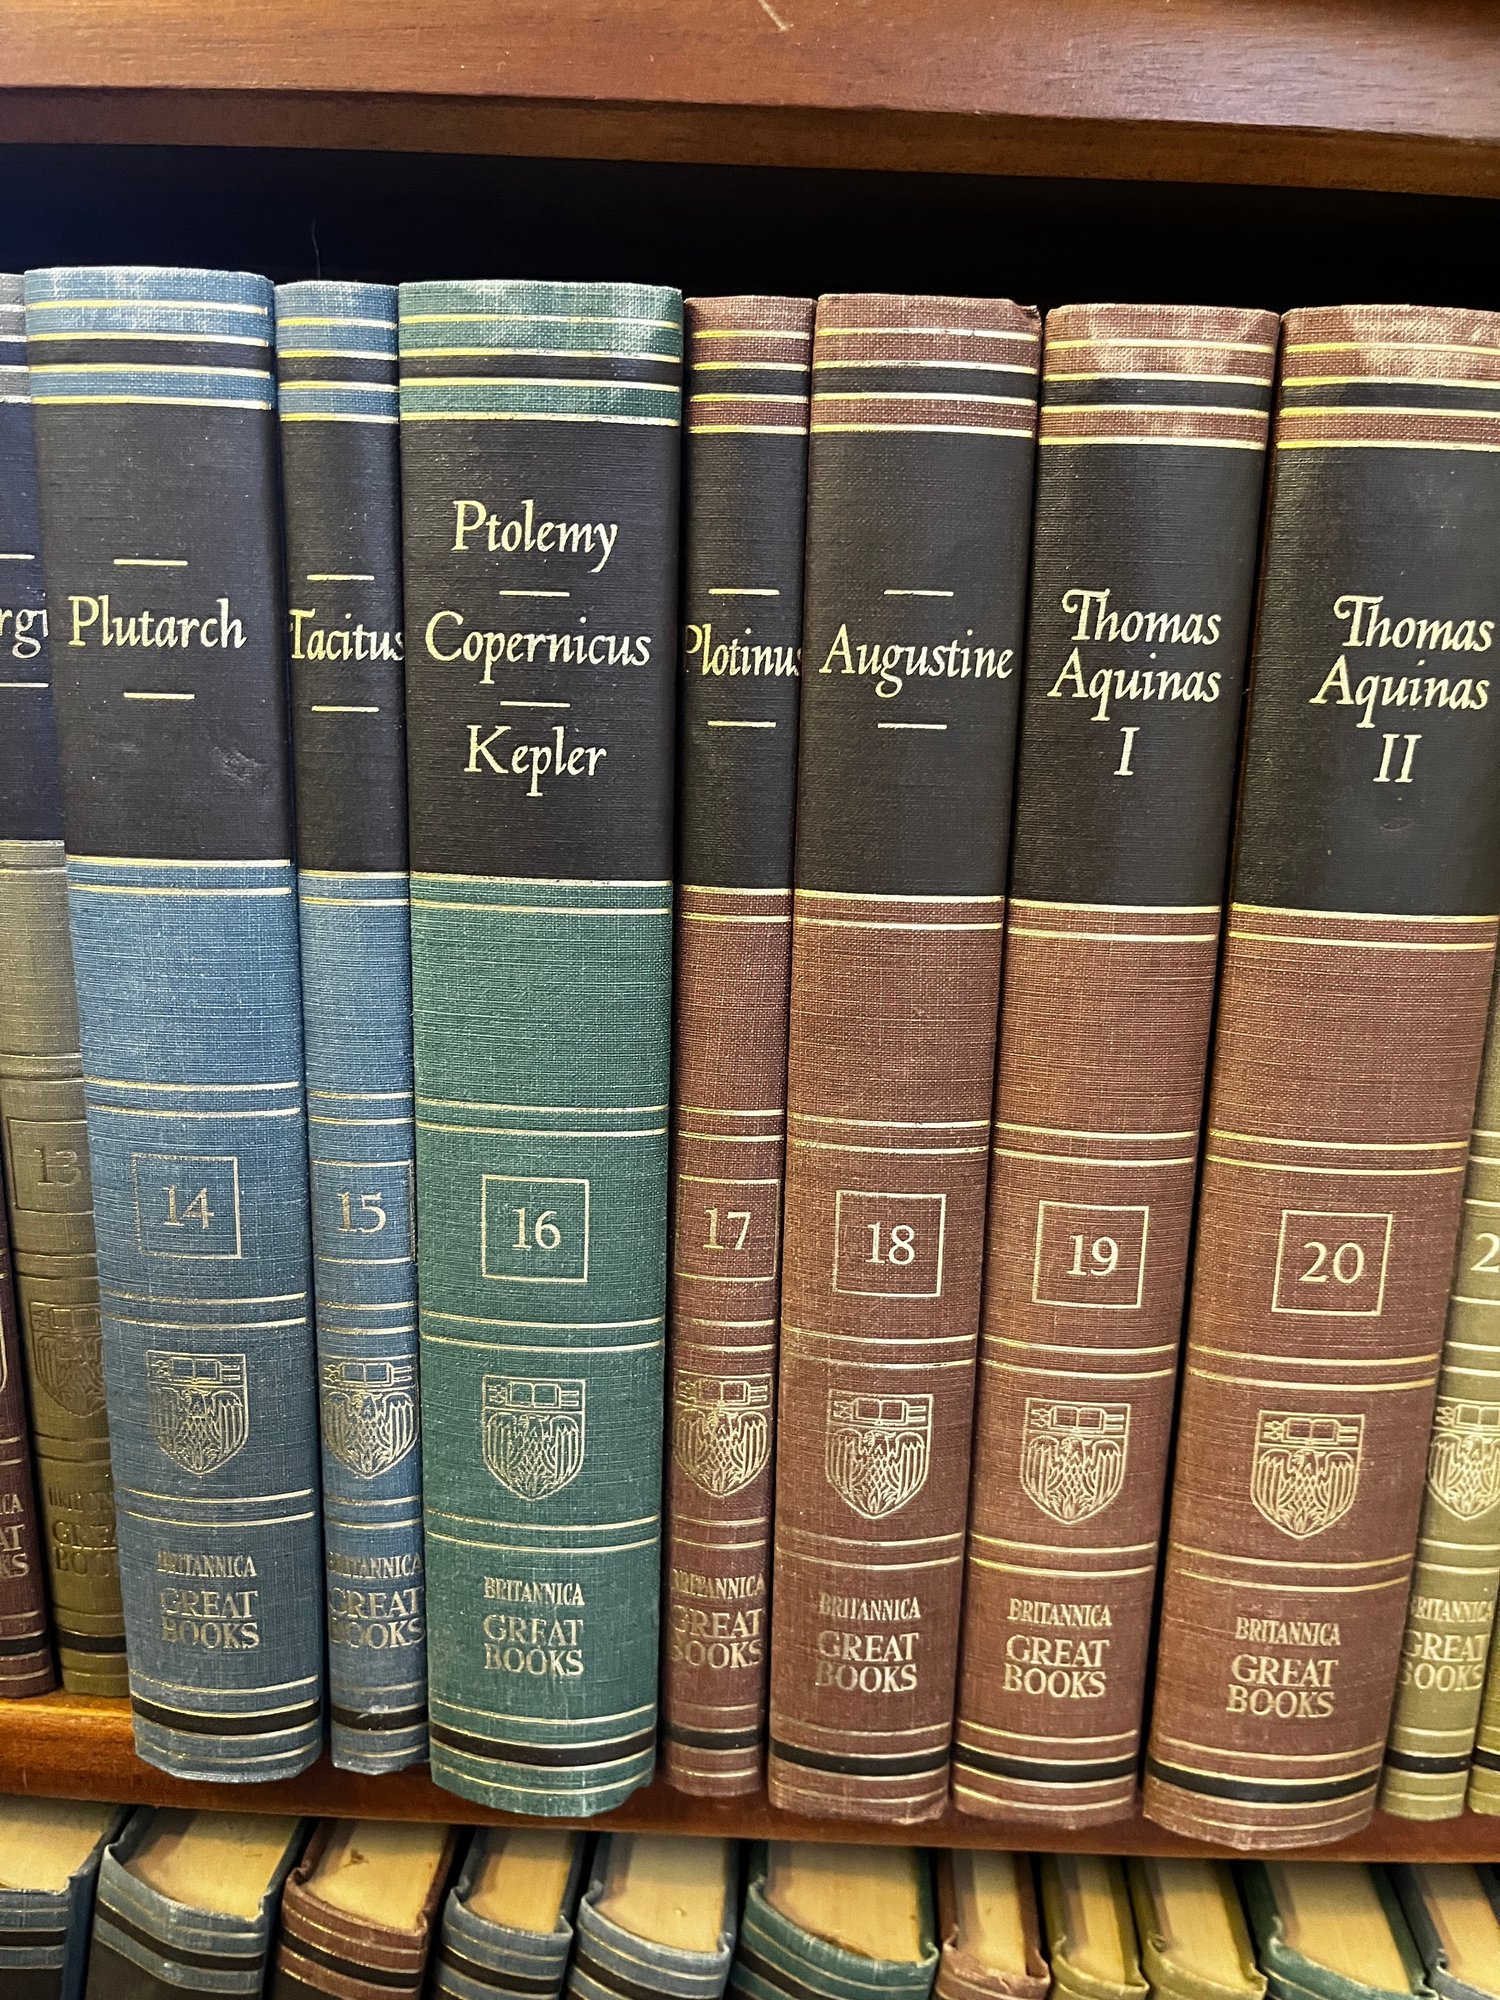 Plutarch
14
BRITANNICA
GREAT
BOOKS
Tacitus
15
BRITANNICA
GREAT
BOOKS
Ptolemy
Copernicus
Kepler
16
BRITANNICA
GREAT
BOOKS
Plotinus
17
BRITANNICA
GREAT
BOOKS
Augustine
18
BRITANNICA
GREAT
BOOKS
Thomas
Aquinas
I
19
BRITANNICA
GREAT
BOOKS
Thomas
Aquinas
II
20
BRITANNICA
GREAT
BOOKS
13
BRITANNICA
GREAT
BOOKS